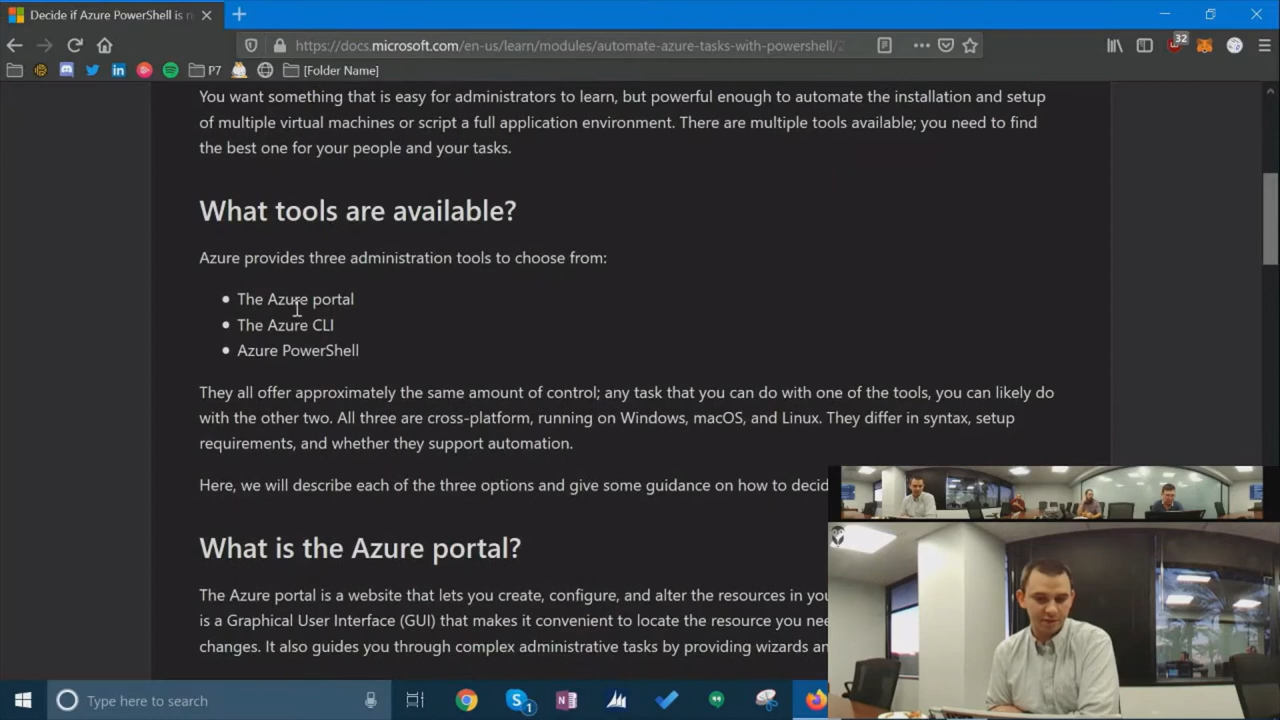 Decide if Azure PowerShell is r
https://docs.microsoft.com/en-us/learn/modules/automate-azure-tasks-with-powershell/2
32
P7
[Folder Name]
You want something that is easy for administrators to learn, but powerful enough to automate the installation and setup
of multiple virtual machines or script a full application environment. There are multiple tools available; you need to find
the best one for your people and your tasks.
What tools are available?
Azure provides three administration tools to choose from:
• The Azure portal
• The Azure CLI
• Azure PowerShell
They all offer approximately the same amount of control; any task that you can do with one of the tools, you can likely do
with the other two. All three are cross-platform, running on Windows, macOS, and Linux. They differ in syntax, setup
requirements, and whether they support automation.
Here, we will describe each of the three options and give some guidance on how to decid
What is the Azure portal?
The Azure portal is a website that lets you create, configure, and alter the resources in you
is a Graphical User Interface (GUI) that makes it convenient to locate the resource you nee
changes. It also guides you through complex administrative tasks by providing wizards an
Type here to search
1